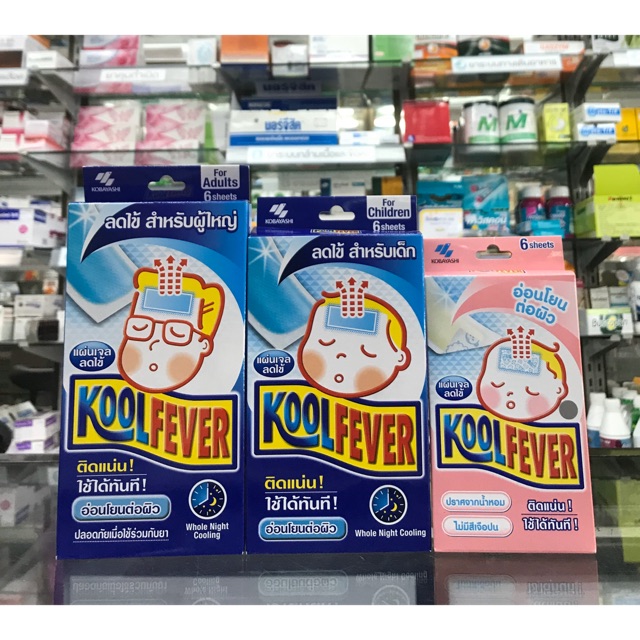 For
Adults
6 sheets
KOBAYASHI
ลดไข้ สำหรับผู้ใหญ่
แผ่นเจล
ลดไข้
KOOLFEVER
ติดแน่น!
ใช้ได้ทันที!
อ่อนโยนต่อผิว
ปลอดภัยเมื่อใช้ร่วมกับยา
Whole Night
Cooling
For
Children
6 sheets
KOBAYASHI
ลดไข้ สำหรับเด็ก
แผ่นเจล
ลดไข้
KOOLFEVER
ติดแน่น!
ใช้ได้ทันที!
อ่อนโยนต่อผิว
Whole Night Cooling
6 sheets
KOBAYASHI
อ่อนโยน
ต่อผิว
แผ่นเจล
ลดไข้
KOOLFEVER
ปราศจากน้ำหอม
ไม่มีสีเจือปน
ติดแน่น!
ใช้ได้ทันที!